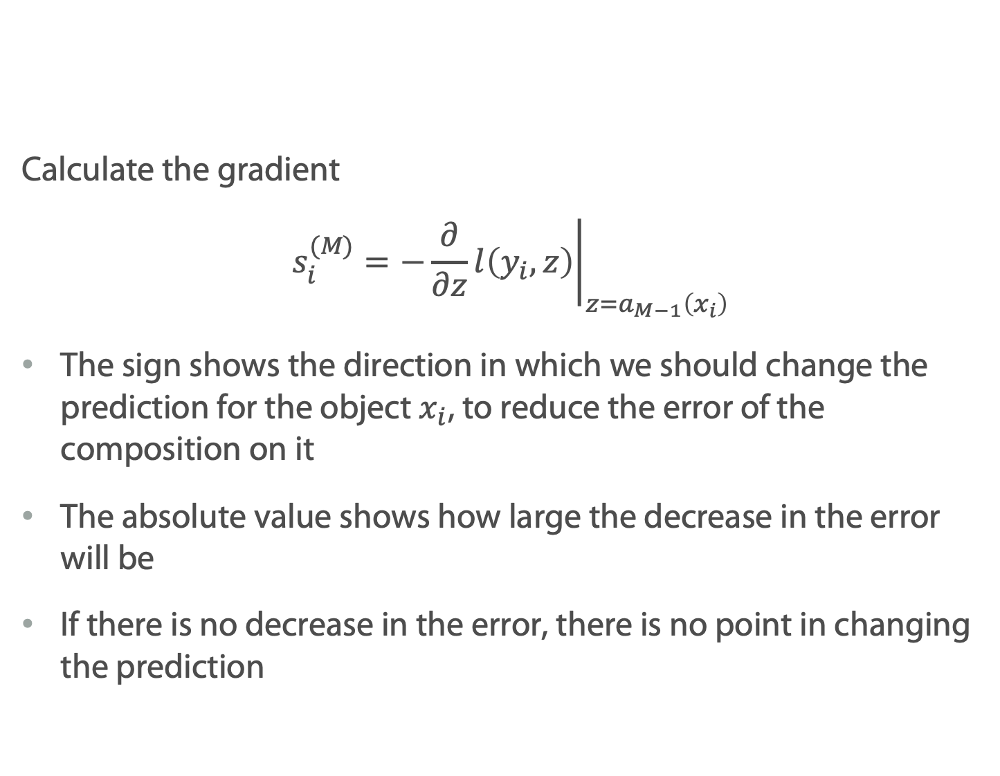 Calculate the gradient
$s_i^{(M)} = -\frac{\partial}{\partial z} l(y_i, z)\Big|_{z=a_{M-1}(x_i)}$
• The sign shows the direction in which we should change the
prediction for the object $x_i$, to reduce the error of the
composition on it
• The absolute value shows how large the decrease in the error
will be
• If there is no decrease in the error, there is no point in changing
the prediction